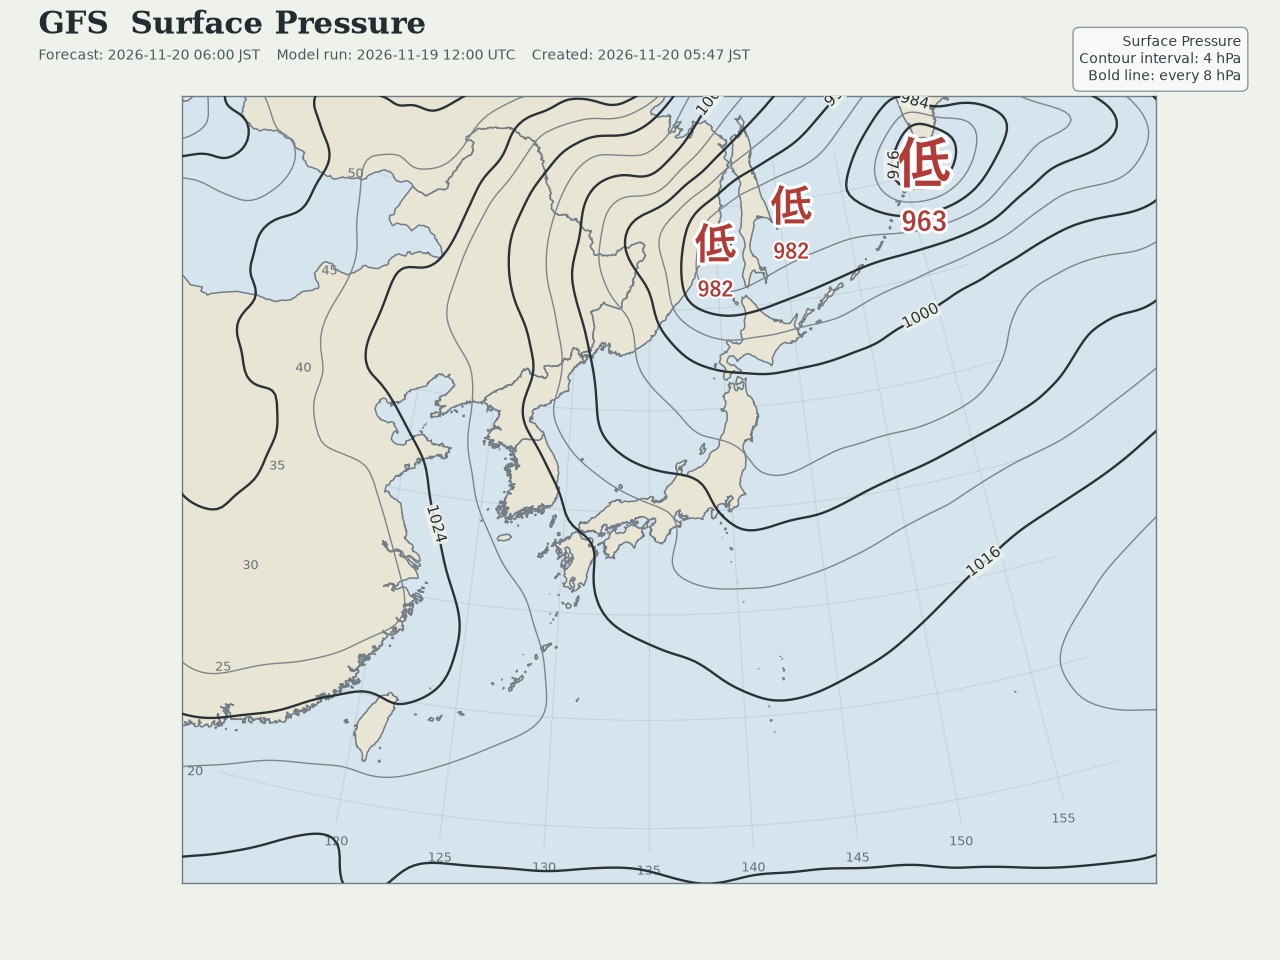 GFS  Surface Pressure
Forecast: 2026-11-20 06:00 JST    Model run: 2026-11-19 12:00 UTC    Created: 2026-11-20 05:47 JST
Surface Pressure
Contour interval: 4 hPa
Bold line: every 8 hPa
984
976
低
963
低
982
低
982
50
45
1000
40
35
1024
30
1016
25
20
155
120
150
125
145
130
140
135